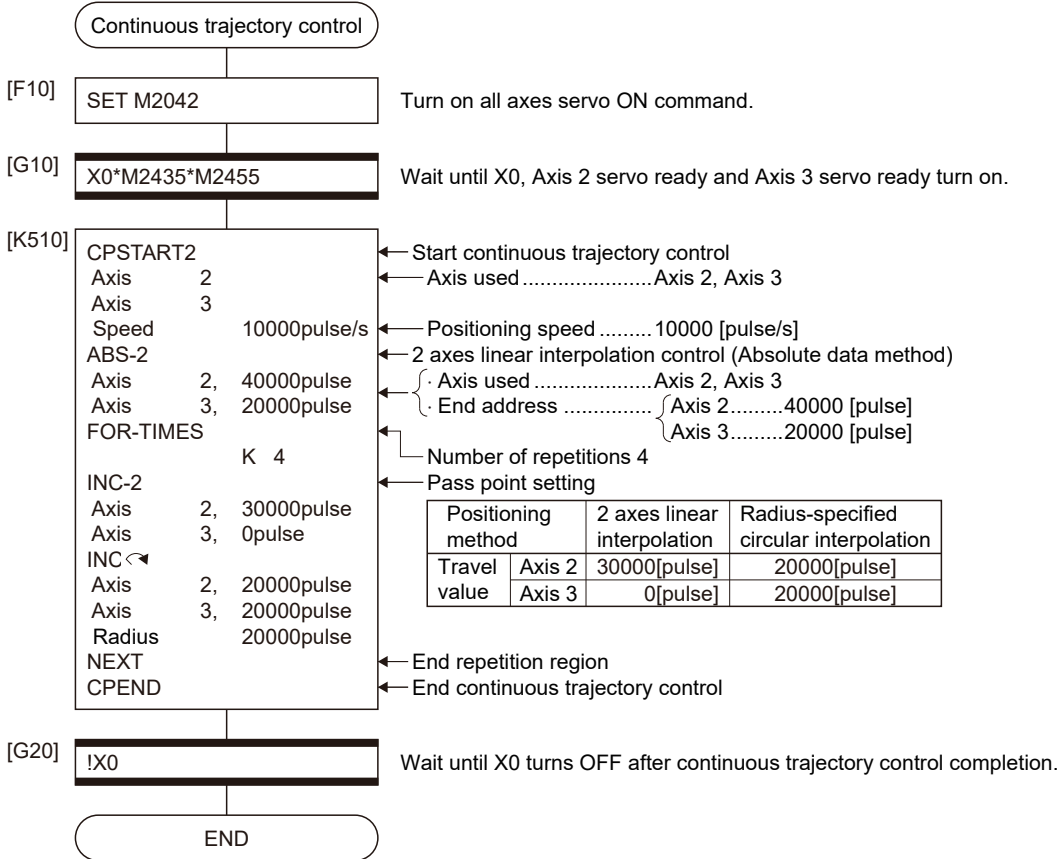 Continuous trajectory control
[F10]
SET M2042
Turn on all axes servo ON command.
[G10]
X0*M2435*M2455
Wait until X0, Axis 2 servo ready and Axis 3 servo ready turn on.
[K510]
CPSTART2
Start continuous trajectory control
Axis 2
Axis used ...................... Axis 2, Axis 3
Axis 3
Speed 10000pulse/s
Positioning speed ......... 10000 [pulse/s]
ABS-2
2 axes linear interpolation control (Absolute data method)
Axis 2, 40000pulse
· Axis used .................... Axis 2, Axis 3
Axis 3, 20000pulse
· End address ............... Axis 2.........40000 [pulse]
Axis 3.........20000 [pulse]
FOR-TIMES
K 4
Number of repetitions 4
INC-2
Pass point setting
Axis 2, 30000pulse
Axis 3, 0pulse
INC
Axis 2, 20000pulse
Axis 3, 20000pulse
Radius 20000pulse
Positioning method 2 axes linear interpolation Radius-specified circular interpolation
Travel value Axis 2 30000[pulse] 20000[pulse]
Axis 3 0[pulse] 20000[pulse]
NEXT
End repetition region
CPEND
End continuous trajectory control
[G20]
!X0
Wait until X0 turns OFF after continuous trajectory control completion.
END